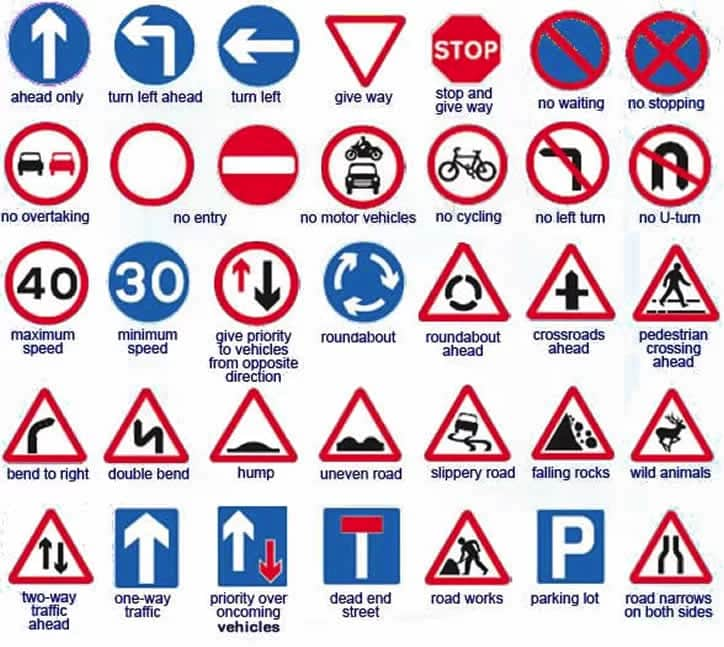 STOP
ahead only
turn left ahead
turn left
give way
stop and
give way
no waiting
no stopping
no overtaking
no entry
no motor vehicles
no cycling
no left turn
no U-turn
40
30
maximum
speed
minimum
speed
give priority
to vehicles
from opposite
direction
roundabout
roundabout
ahead
crossroads
ahead
pedestrian
crossing
ahead
bend to right
double bend
hump
uneven road
slippery road
falling rocks
wild animals
P
two-way
traffic
ahead
one-way
traffic
priority over
oncoming
vehicles
dead end
street
road works
parking lot
road narrows
on both sides